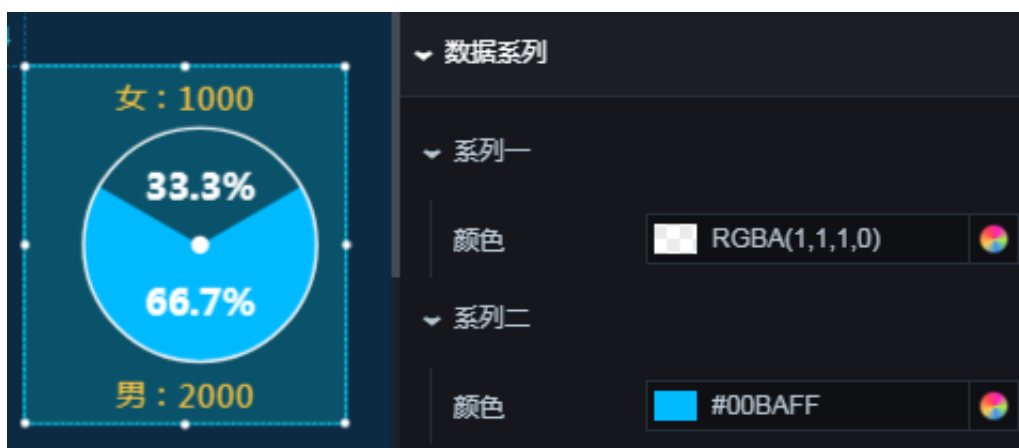 女：1000
33.3%
66.7%
男：2000
数据系列
系列一
颜色 RGBA(1,1,1,0)
系列二
颜色 #00BAFF